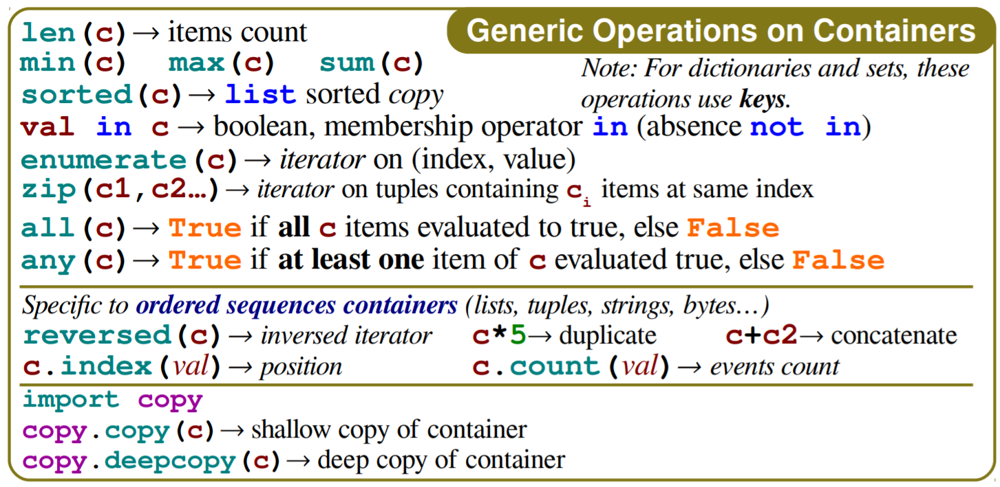 Generic Operations on Containers
len(c)→ items count
min(c) max(c) sum(c)
Note: For dictionaries and sets, these
operations use keys.
sorted(c)→ list sorted copy
val in c → boolean, membership operator in (absence not in)
enumerate(c)→ iterator on (index, value)
zip(c1,c2…)→ iterator on tuples containing ci items at same index
all(c)→ True if all c items evaluated to true, else False
any(c)→ True if at least one item of c evaluated true, else False
Specific to ordered sequences containers (lists, tuples, strings, bytes…)
reversed(c)→ inversed iterator c*5→ duplicate c+c2→ concatenate
c.index(val)→ position c.count(val)→ events count
import copy
copy.copy(c)→ shallow copy of container
copy.deepcopy(c)→ deep copy of container